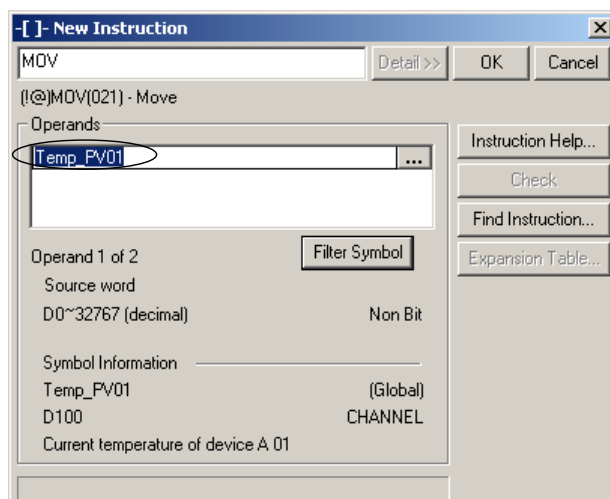 -[ ]- New Instruction
MOV
Detail >>
OK
Cancel
(!@)MOV(021) - Move
Operands
Temp_PV01
...
Instruction Help...
Check
Find Instruction...
Expansion Table...
Operand 1 of 2
Filter Symbol
Source word
D0~32767 (decimal)
Non Bit
Symbol Information
Temp_PV01
(Global)
D100
CHANNEL
Current temperature of device A 01